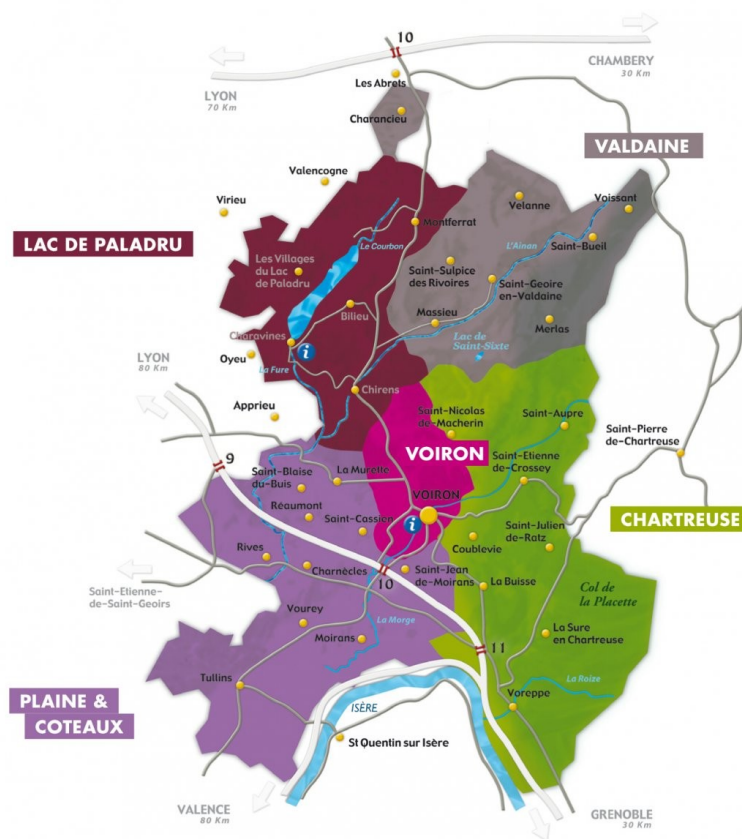 10
CHAMBERY
30 Km
LYON
70 Km
Les Abrets
Charancieu
VALDAINE
Valencogne
Virieu
Velanne
Voissant
Montferrat
LAC DE PALADRU
Le Courbon
L'Ainan
Saint-Bueil
Les Villages
du Lac
de Paladru
Saint-Sulpice
des Rivoires
Saint-Geoire
en-Valdaine
Bilieu
Massieu
Merlas
Charavines
i
Lac de
Saint-Sixte
LYON
80 Km
Oyeu
La Fure
Chirens
Apprieu
Saint-Nicolas
de-Macherin
Saint-Aupre
Saint-Pierre
de-Chartreuse
9
VOIRON
Saint-Etienne
de-Crossey
Saint-Blaise
du-Buis
La Murelle
VOIRON
Réaumont
CHARTREUSE
Saint-Cassien
i
Saint-Julien
de-Ratz
Coublevie
Rives
Charnècles
10
Saint-Jean
de-Moirans
La Buisse
Col de
la Placette
Saint-Etienne-
de-Saint-Geoirs
Vourey
La Morge
Moirans
La Sure
en Chartreuse
11
Tullins
La Roize
PLAINE &
COTEAUX
Voreppe
ISÈRE
St Quentin sur Isère
VALENCE
80 Km
GRENOBLE
30 Km